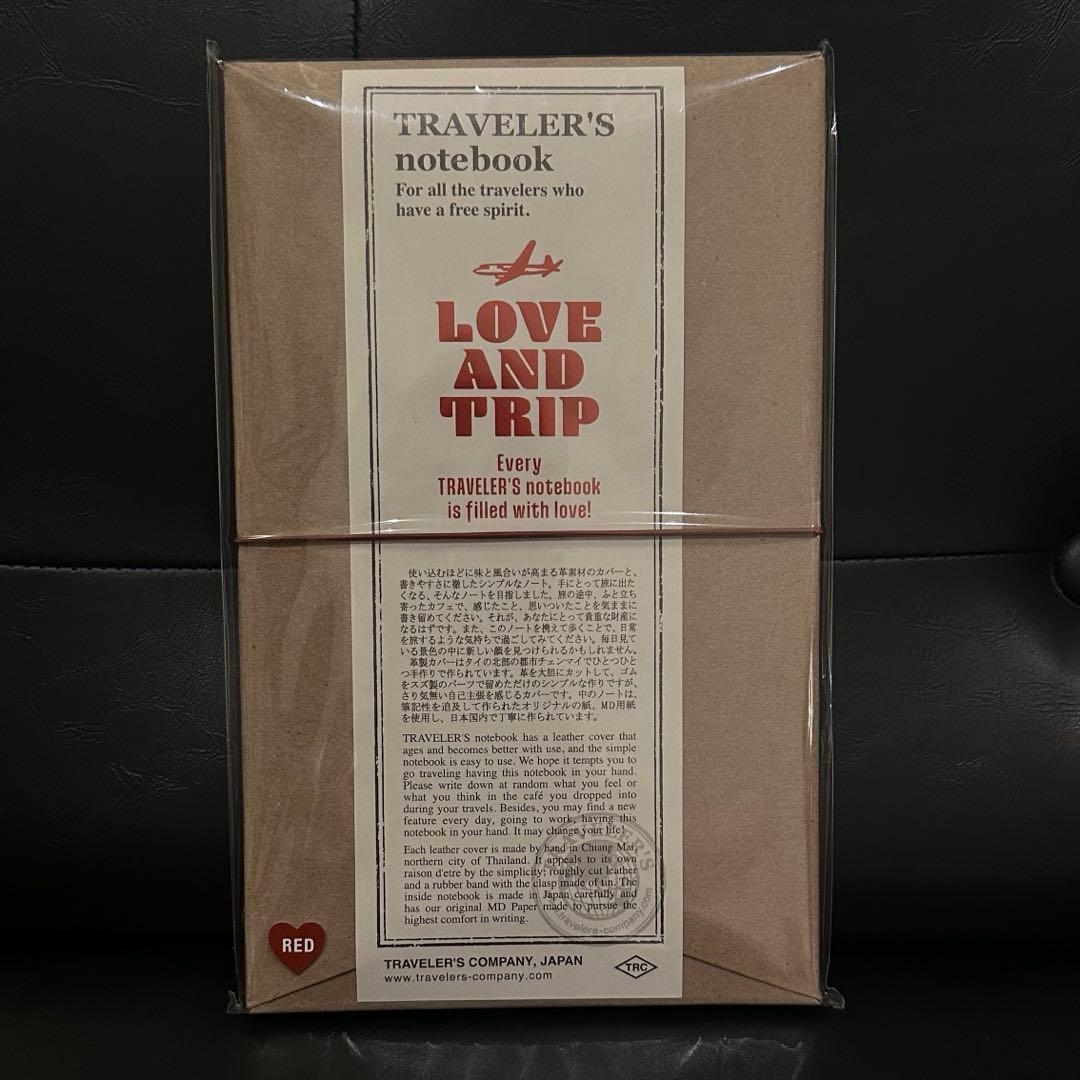 TRAVELER'S
notebook
For all the travelers who
have a free spirit.
LOVE
AND
TRIP
Every
TRAVELER'S notebook
is filled with love!
使い込むほどに味と風合いが高まる革素材のカバーと、
書きやすさに徹したシンプルなノート。手にとって旅に出た
くなる、そんなノートを目指しました。旅の途中、ふと立ち
寄ったカフェで、感じたこと、思いついたことを気ままに
書き留めてください。それが、あなたにとって貴重な財産に
なるはずです。また、このノートを携えて歩くことで、日常
を旅するような気持ちで過ごしてみてください。毎日見て
いる景色の中に新しい顔を見つけられるかもしれません。
革製カバーはタイの北部の都市チェンマイでひとつひと
つ手作りで作られています。革を大胆にカットして、ゴム
をスズ製のパーツで留めただけのシンプルな作りですが、
さり気無い自己主張を感じるカバーです。中のノートは、
筆記性を追及して作られたオリジナルの紙、MD用紙
を使用し、日本国内で丁寧に作られています。
TRAVELER'S notebook has a leather cover that
ages and becomes better with use, and the simple
notebook is easy to use. We hope it tempts you to
go traveling having this notebook in your hand.
Please write down at random what you feel or
what you think in the café you dropped into
during your travels. Besides, you may find a new
feature every day, going to work, having this
notebook in your hand. It may change your life!
Each leather cover is made by hand in Chiang Mai,
northern city of Thailand. It appeals to its own
raison d'etre by the simplicity; roughly cut leather
and a rubber band with the clasp made of tin. The
inside notebook is made in Japan carefully and
has our original MD Paper made to pursue the
highest comfort in writing.
TRAVELER'S
travelers-company.com
RED
TRAVELER'S COMPANY, JAPAN
www.travelers-company.com
TRC